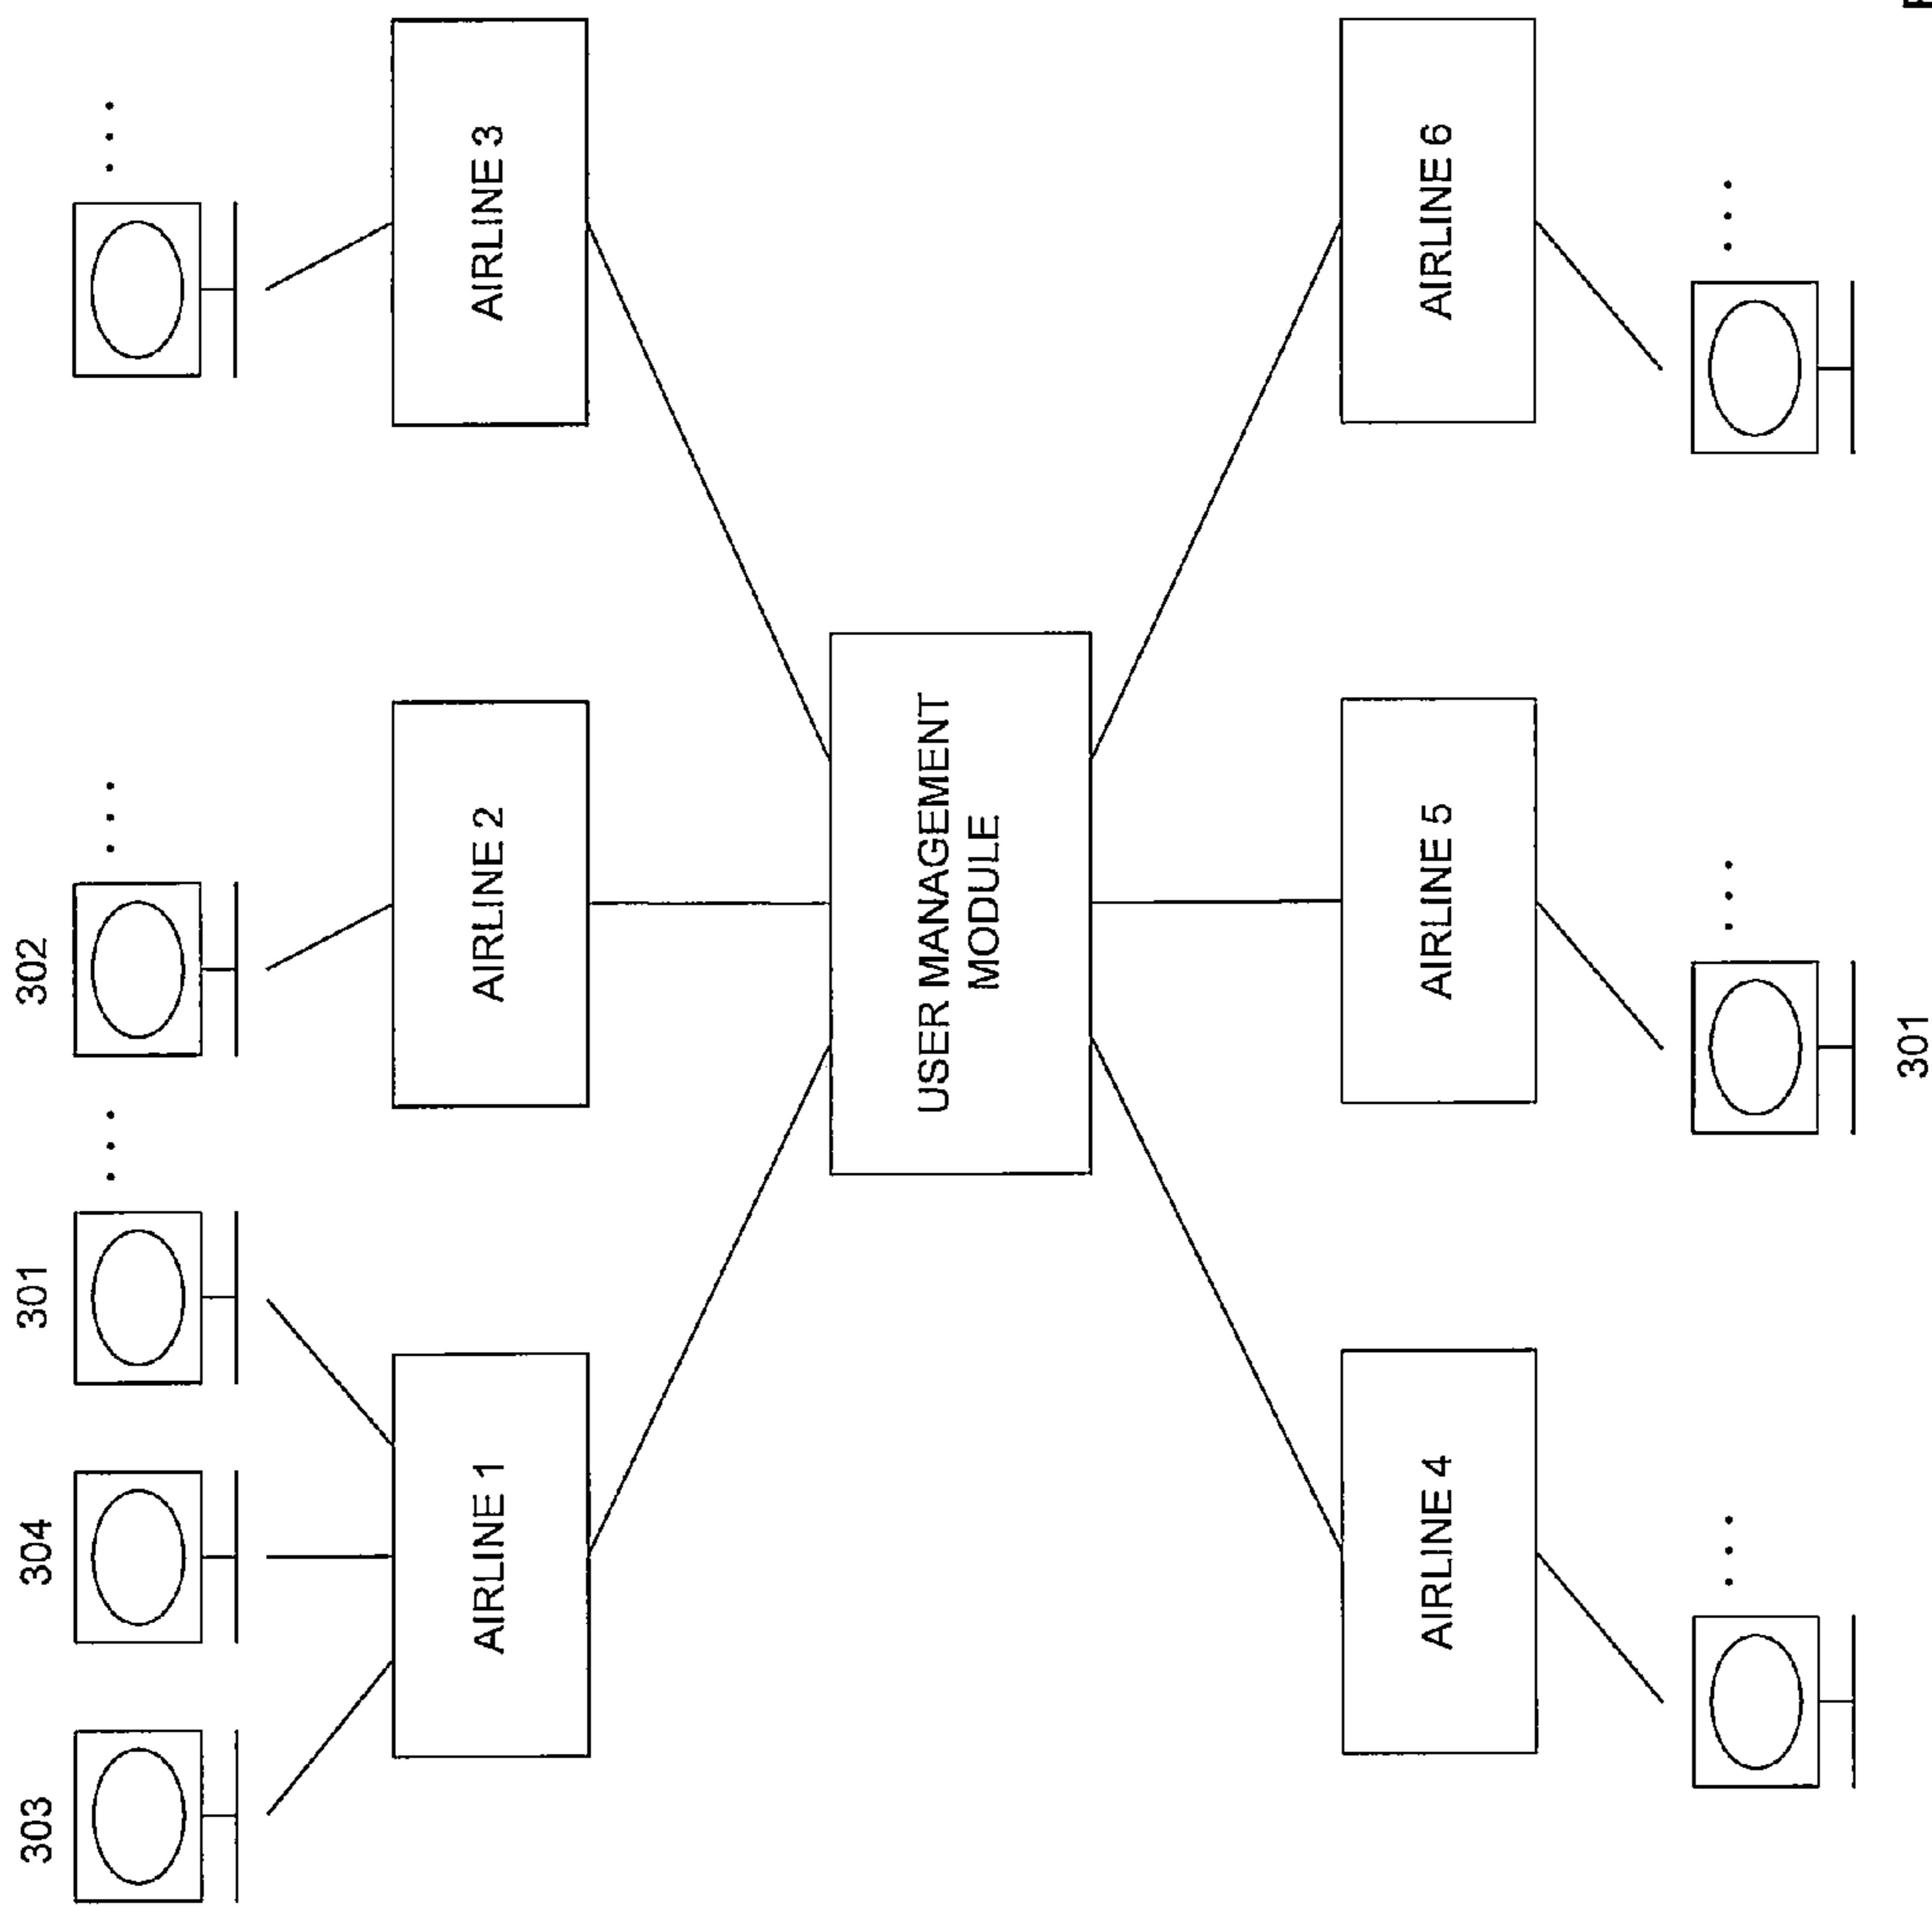 303 304 301 302
AIRLINE 1 AIRLINE 2 AIRLINE 3
USER MANAGEMENT
MODULE
AIRLINE 4 AIRLINE 5 AIRLINE 6
301